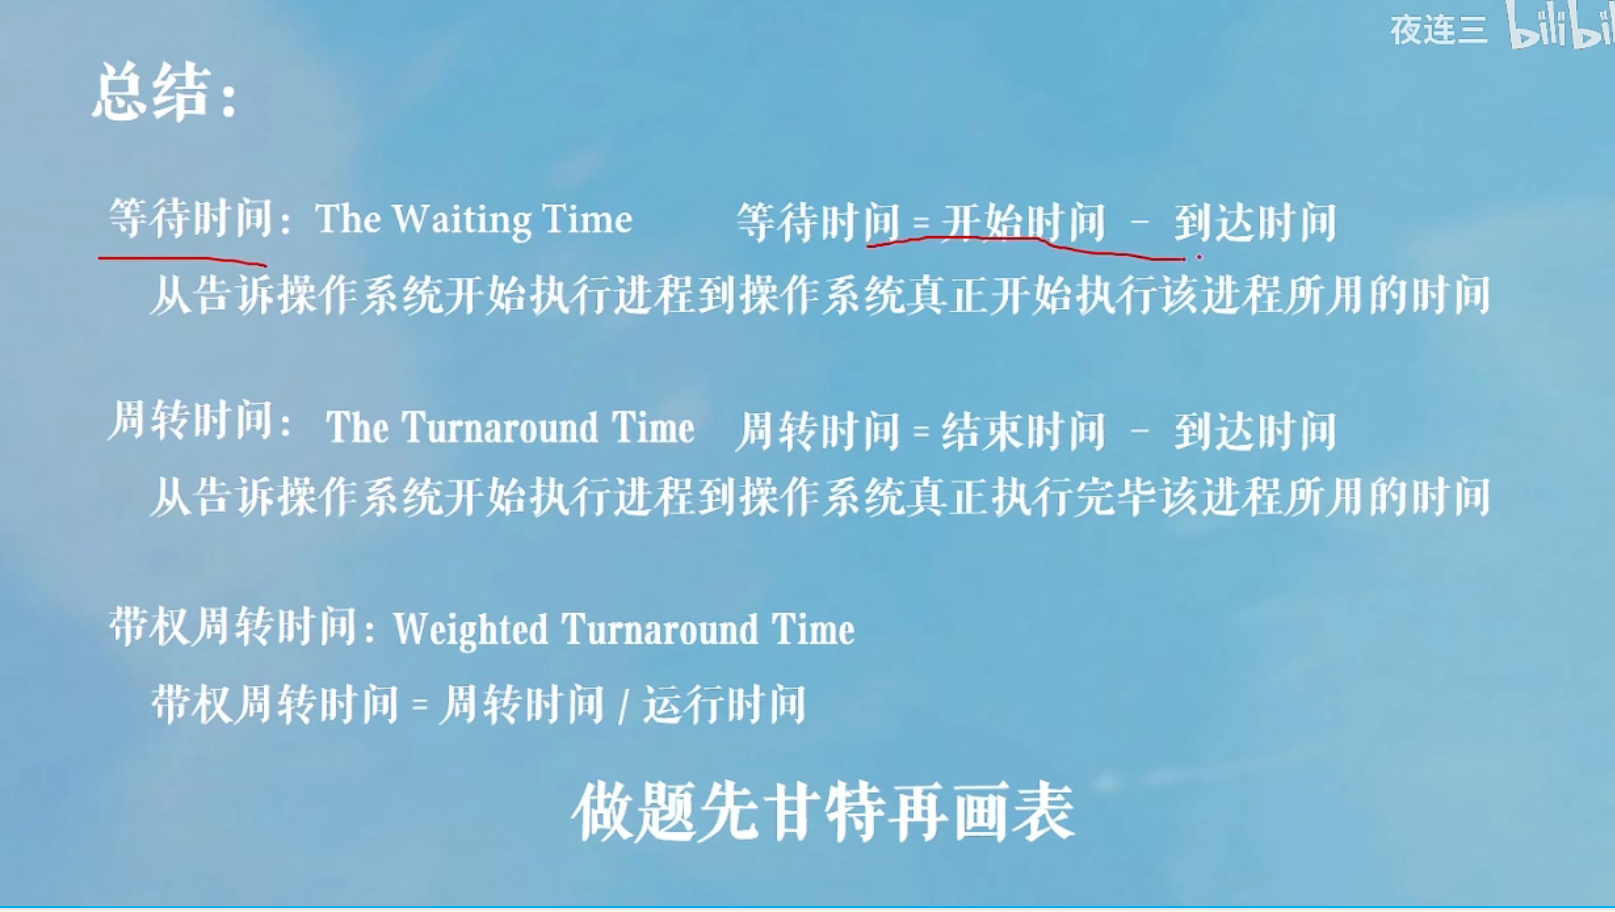 夜连三 bilibil
总结：
等待时间：The Waiting Time 等待时间 = 开始时间 － 到达时间
从告诉操作系统开始执行进程到操作系统真正开始执行该进程所用的时间
周转时间： The Turnaround Time 周转时间 = 结束时间 － 到达时间
从告诉操作系统开始执行进程到操作系统真正执行完毕该进程所用的时间
带权周转时间：Weighted Turnaround Time
带权周转时间 = 周转时间 / 运行时间
做题先甘特再画表